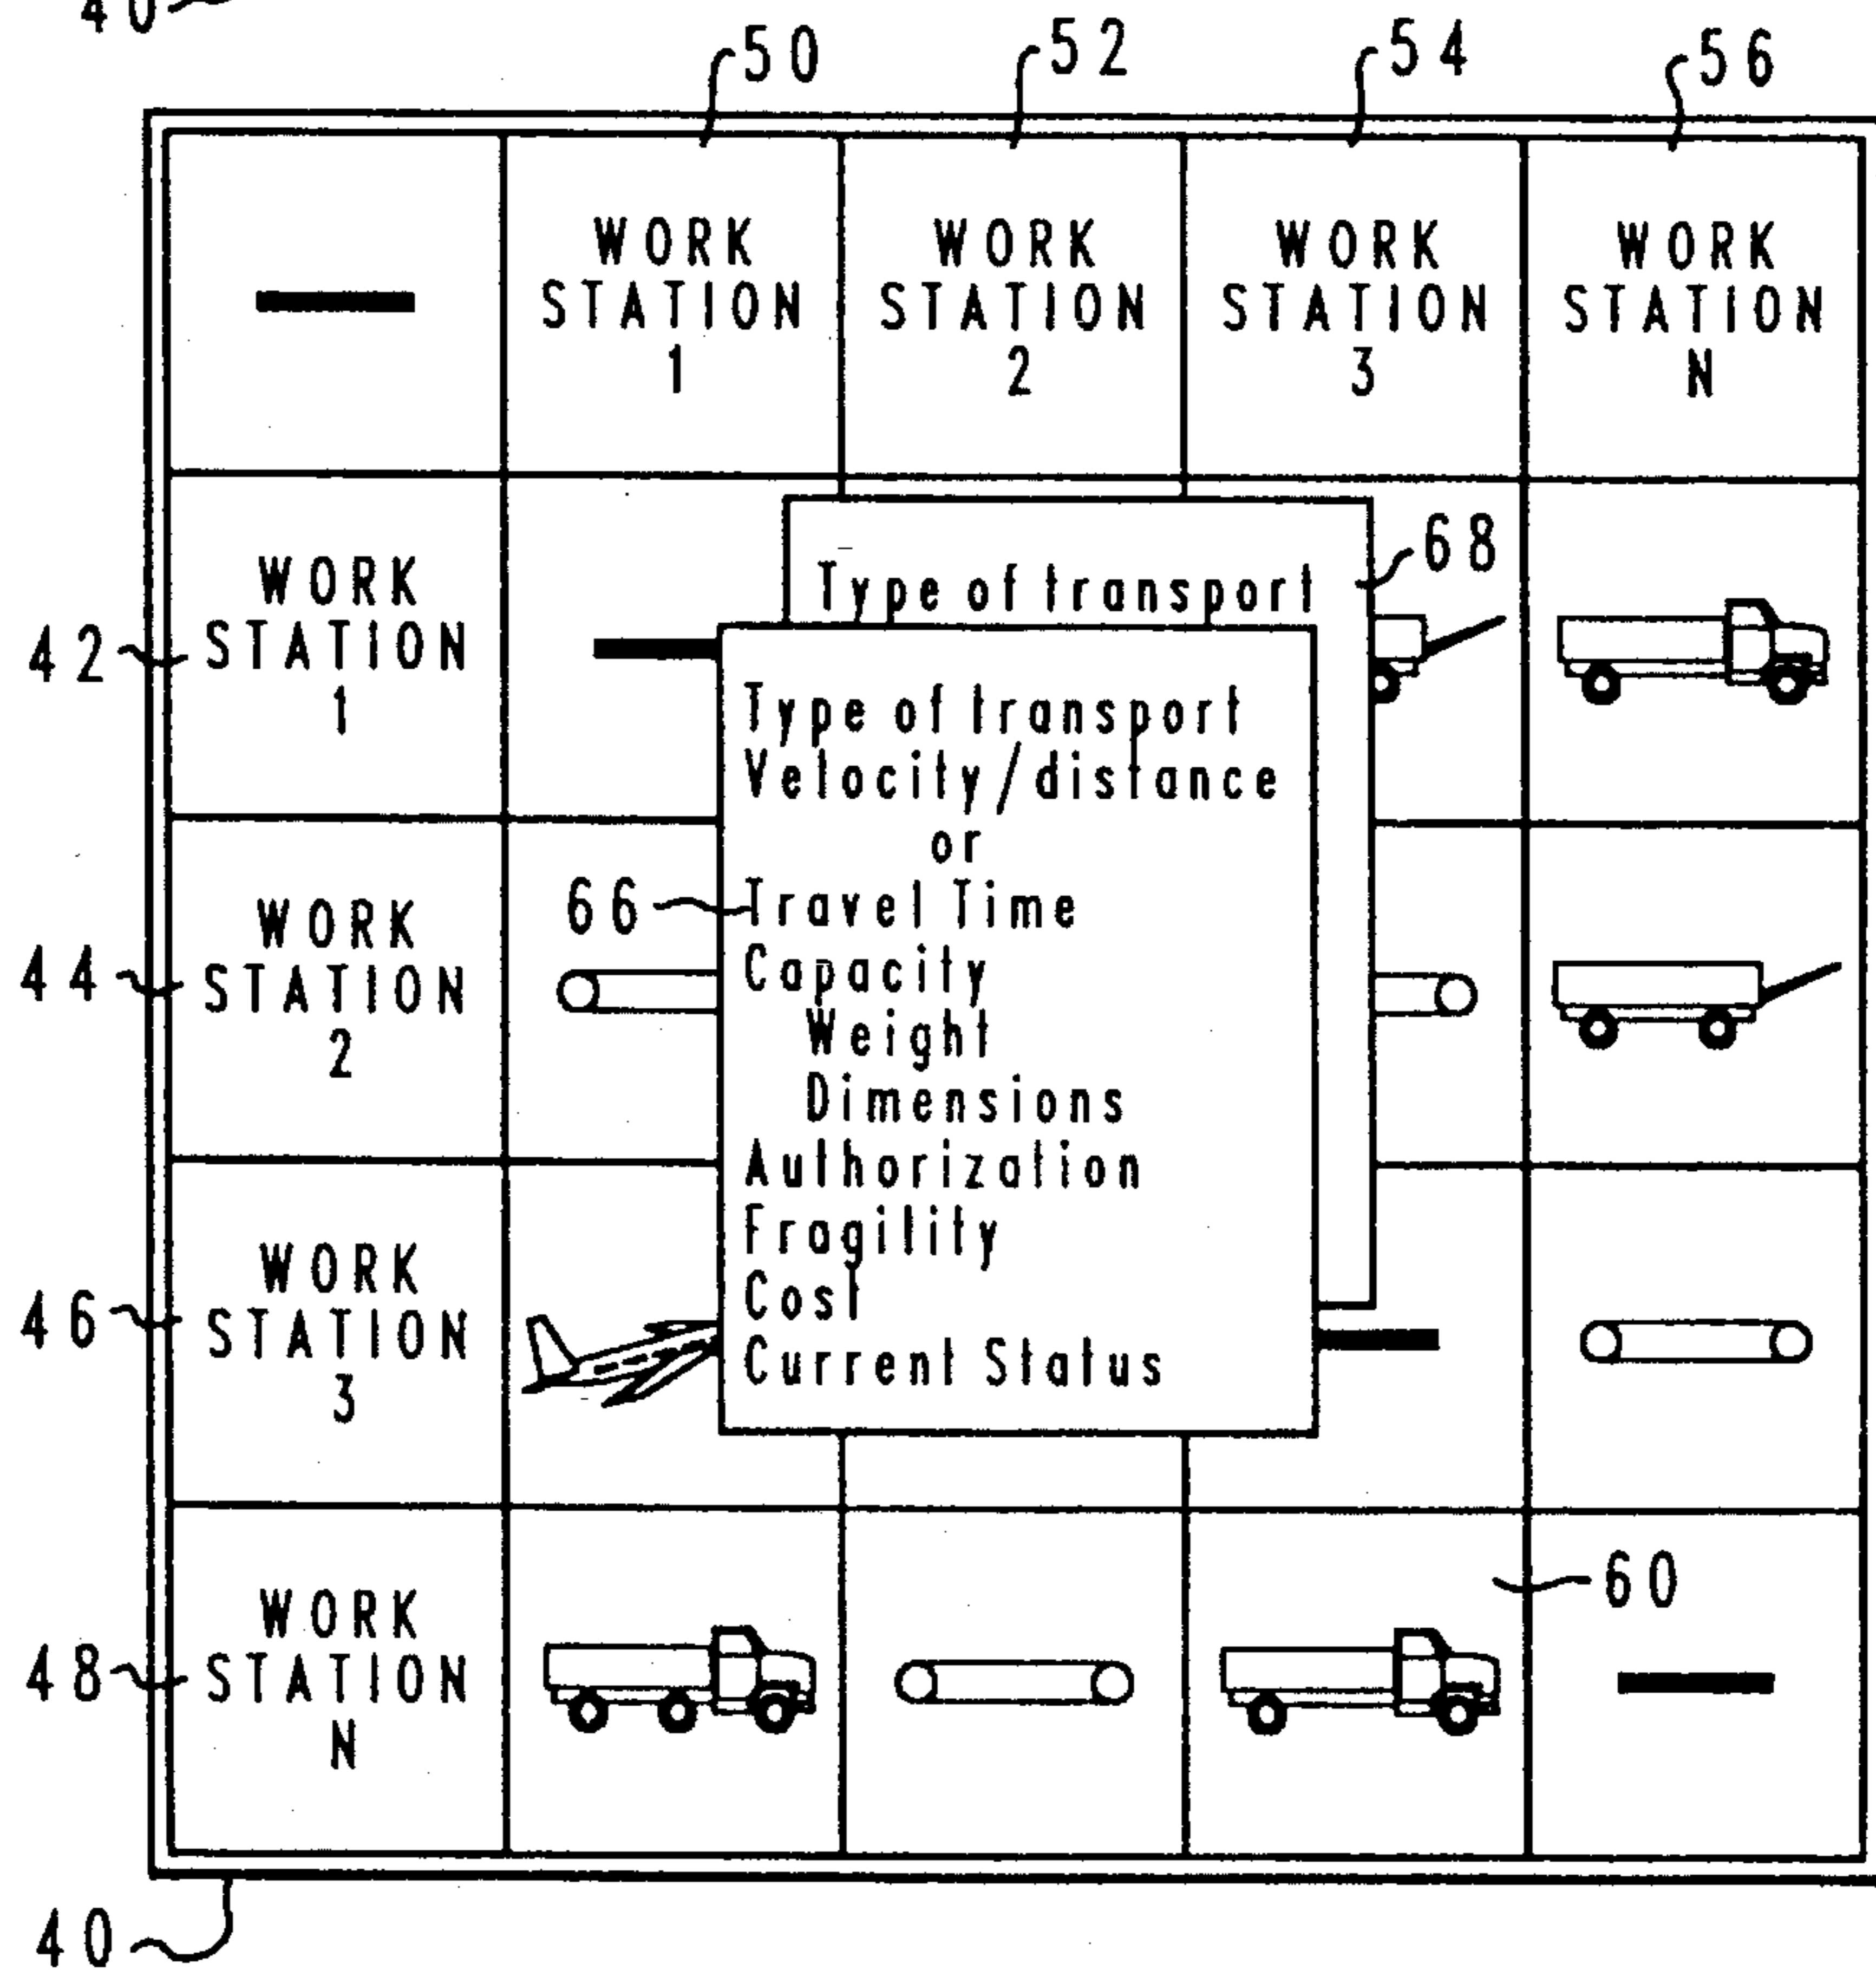 40
50
52
54
56
WORK
STATION
1
WORK
STATION
2
WORK
STATION
3
WORK
STATION
N
42
WORK
STATION
1
Type of transport
68
Type of transport
Velocity/distance
or
66
Travel Time
Capacity
Weight
Dimensions
Authorization
Fragility
Cost
Current Status
44
WORK
STATION
2
46
WORK
STATION
3
48
WORK
STATION
N
60
40